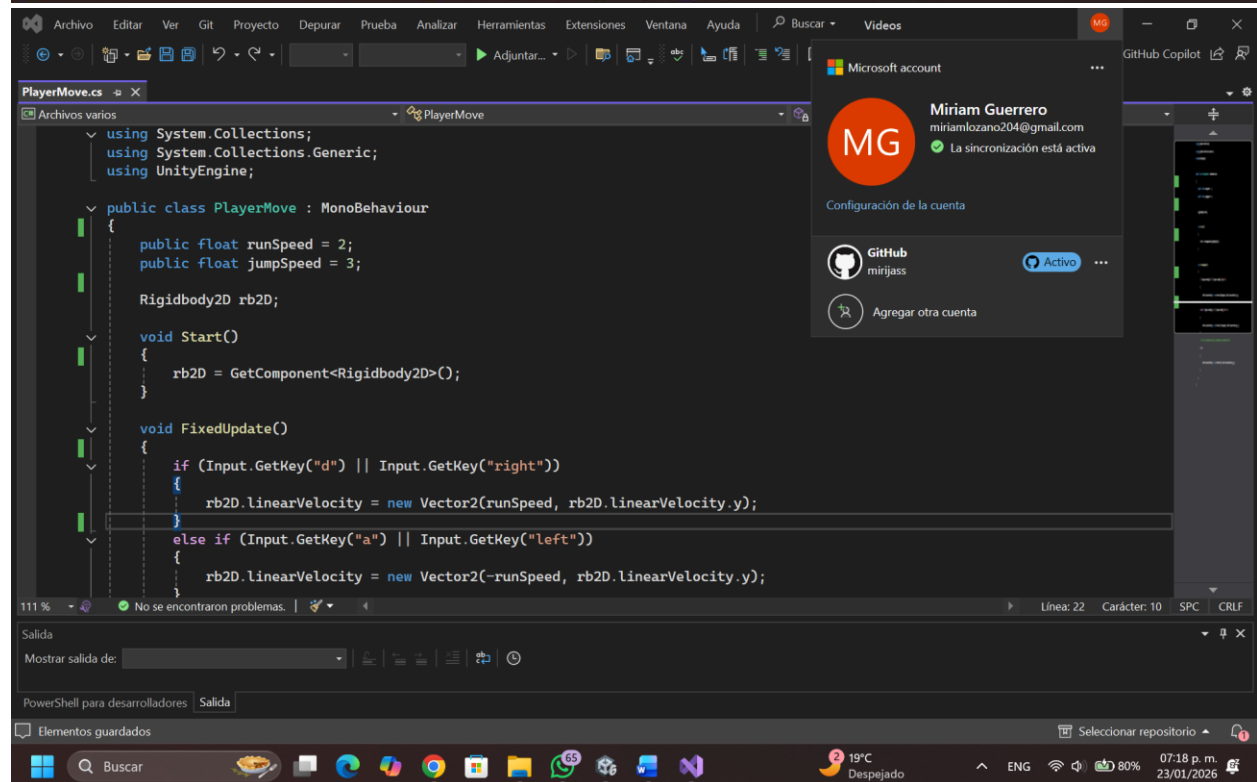 Archivo Editar Ver Git Proyecto Depurar Prueba Analizar Herramientas Extensiones Ventana Ayuda Buscar Videos MG
Adjuntar... GitHub Copilot
PlayerMove.cs
Archivos varios PlayerMove
using System.Collections;
using System.Collections.Generic;
using UnityEngine;
public class PlayerMove : MonoBehaviour
{
public float runSpeed = 2;
public float jumpSpeed = 3;
Rigidbody2D rb2D;
void Start()
{
rb2D = GetComponent<Rigidbody2D>();
}
void FixedUpdate()
{
if (Input.GetKey("d") || Input.GetKey("right"))
{
rb2D.linearVelocity = new Vector2(runSpeed, rb2D.linearVelocity.y);
}
else if (Input.GetKey("a") || Input.GetKey("left"))
{
rb2D.linearVelocity = new Vector2(-runSpeed, rb2D.linearVelocity.y);
}
Microsoft account
MG
Miriam Guerrero
miriamlozano204@gmail.com
La sincronización está activa
Configuración de la cuenta
GitHub
mirijass
Activo
Agregar otra cuenta
111 % No se encontraron problemas. Línea: 22 Carácter: 10 SPC CRLF
Salida
Mostrar salida de:
PowerShell para desarrolladores Salida
Elementos guardados Seleccionar repositorio 1
Buscar 65 2 19°C ENG 80% 07:18 p. m.
Despejado 23/01/2026